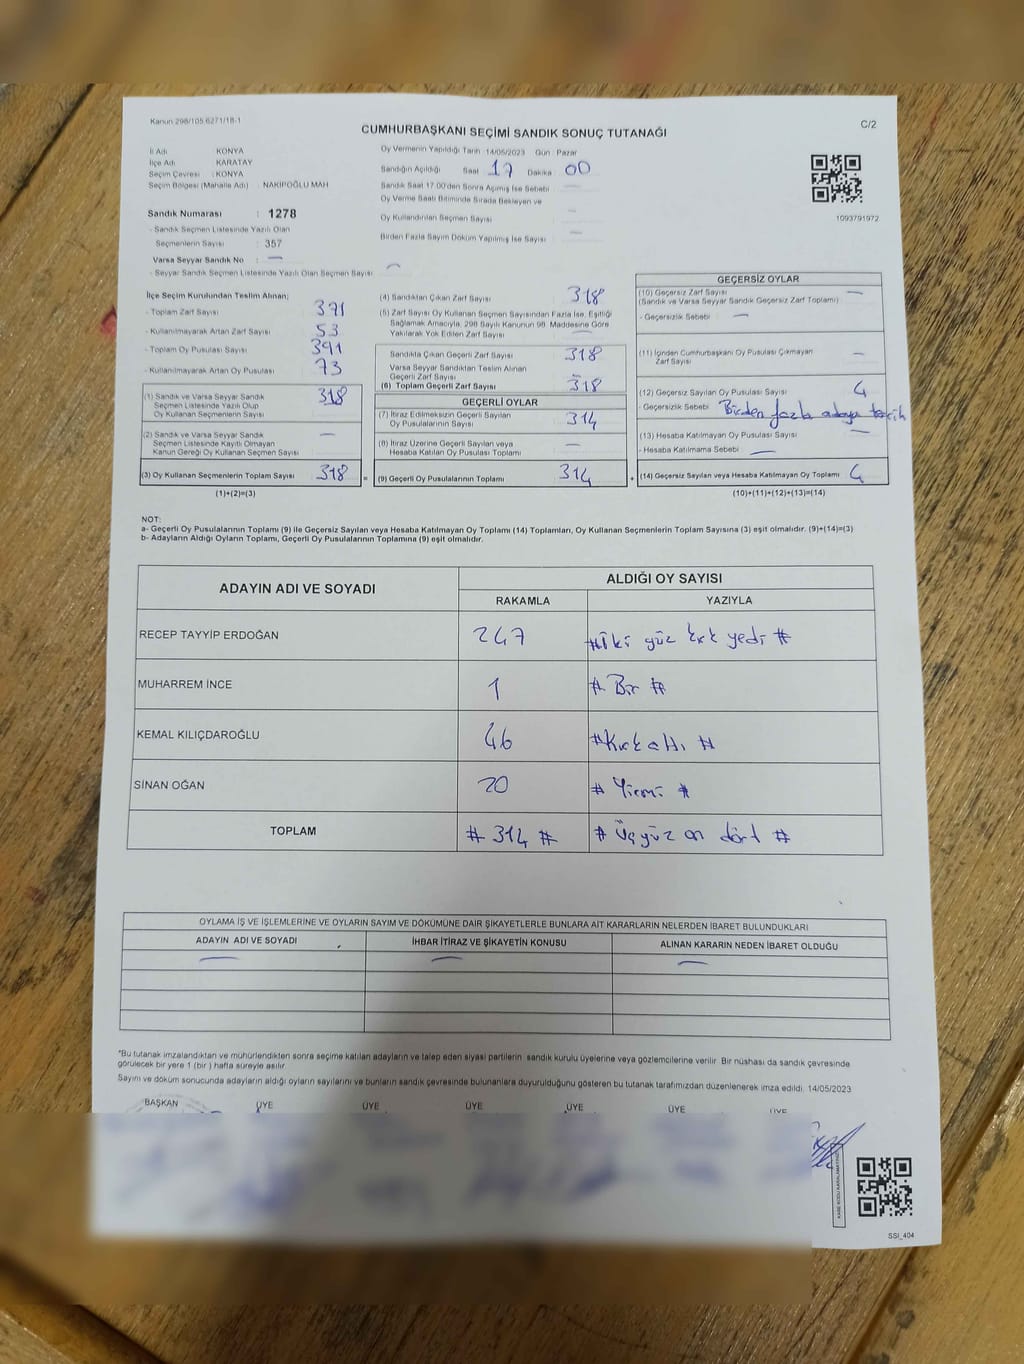 Kanun 298/105 6271/18-1
CUMHURBAŞKANI SEÇİMİ SANDIK SONUÇ TUTANAĞI
C/2
İl Adı : KONYA
İlçe Adı : KARATAY
Seçim Çevresi : KONYA
Seçim Bölgesi (Mahalle Adı) : NAKİPOĞLU MAH
Sandık Numarası : 1278
- Sandık Seçmen Listesinde Yazılı Olan
Seçmenlerin Sayısı : 357
Varsa Seyyar Sandık No : —
- Seyyar Sandık Seçmen Listesinde Yazılı Olan Seçmen Sayısı : —
Oy Vermenin Yapıldığı Tarih 14/05/2023 Gün : Pazar
Sandığın Açıldığı Saat 17 Dakika 00
Sandık Saat 17.00'den Sonra Açılmış İse Sebebi —
Oy Verme Saati Bitiminde Sırada Bekleyen ve
Oy Kullandırılan Seçmen Sayısı —
Birden Fazla Sayım Döküm Yapılmış İse Sayısı —
1093791972
İlçe Seçim Kurulundan Teslim Alınan;
- Toplam Zarf Sayısı : 371
- Kullanılmayarak Artan Zarf Sayısı : 53
- Toplam Oy Pusulası Sayısı : 391
- Kullanılmayarak Artan Oy Pusulası : 73
(1) Sandık ve Varsa Seyyar Sandık
Seçmen Listesinde Yazılı Olup
Oy Kullanan Seçmenlerin Sayısı 318
(2) Sandık ve Varsa Seyyar Sandık
Seçmen Listesinde Kayıtlı Olmayan
Kanun Gereği Oy Kullanan Seçmen Sayısı —
(3) Oy Kullanan Seçmenlerin Toplam Sayısı 318
(1)+(2)=(3)
=
(4) Sandıktan Çıkan Zarf Sayısı 318
(5) Zarf Sayısı Oy Kullanan Seçmen Sayısından Fazla İse, Eşitliği
Sağlamak Amacıyla, 298 Sayılı Kanunun 98. Maddesine Göre
Yakılarak Yok Edilen Zarf Sayısı —
Sandıkta Çıkan Geçerli Zarf Sayısı 318
Varsa Seyyar Sandıktan Teslim Alınan
Geçerli Zarf Sayısı —
(6) Toplam Geçerli Zarf Sayısı 318
GEÇERLİ OYLAR
(7) İtiraz Edilmeksizin Geçerli Sayılan
Oy Pusulasının Sayısı 314
(8) İtiraz Üzerine Geçerli Sayılan veya
Hesaba Katılan Oy Pusulası Toplamı —
(9) Geçerli Oy Pusulalarının Toplamı 314
+
GEÇERSİZ OYLAR
(10) Geçersiz Zarf Sayısı —
(Sandık ve Varsa Seyyar Sandık Geçersiz Zarf Toplamı)
- Geçersizlik Sebebi : —
(11) İçinden Cumhurbaşkanı Oy Pusulası Çıkmayan
Zarf Sayısı —
(12) Geçersiz Sayılan Oy Pusulası Sayısı 4
- Geçersizlik Sebebi : Birden fazla adaya tercih
(13) Hesaba Katılmayan Oy Pusulası Sayısı —
- Hesaba Katılmama Sebebi : —
(14) Geçersiz Sayılan veya Hesaba Katılmayan Oy Toplamı 4
(10)+(11)+(12)+(13)=(14)
NOT:
a- Geçerli Oy Pusulalarının Toplamı (9) ile Geçersiz Sayılan veya Hesaba Katılmayan Oy Toplamı (14) Toplamları, Oy Kullanan Seçmenlerin Toplam Sayısına (3) eşit olmalıdır. (9)+(14)=(3)
b- Adayların Aldığı Oyların Toplamı, Geçerli Oy Pusulalarının Toplamına (9) eşit olmalıdır.
ADAYIN ADI VE SOYADI
ALDIĞI OY SAYISI
RAKAMLA YAZIYLA
RECEP TAYYİP ERDOĞAN 247 # İki yüz kırk yedi #
MUHARREM İNCE 1 # Bir #
KEMAL KILIÇDAROĞLU 46 # Kırk altı #
SİNAN OĞAN 20 # Yirmi #
TOPLAM # 314 # # Üçyüz on dört #
OYLAMA İŞ VE İŞLEMLERİNE VE OYLARIN SAYIM VE DÖKÜMÜNE DAİR ŞİKAYETLERLE BUNLARA AİT KARARLARIN NELERDEN İBARET BULUNDUKLARI
ADAYIN ADI VE SOYADI İHBAR İTİRAZ VE ŞİKAYETİN KONUSU ALINAN KARARIN NEDEN İBARET OLDUĞU
— — —
*Bu tutanak imzalandıktan ve mühürlendikten sonra seçime katılan adayların ve talep eden siyasi partilerin sandık kurulu üyelerine veya gözlemcilerine verilir. Bir nüshası da sandık çevresinde
görülecek bir yere 1 (bir) hafta süreyle asılır.
Sayım ve döküm sonucunda adayların aldığı oyların sayılarını ve bunların sandık çevresinde bulunanlara duyurulduğunu gösteren bu tutanak tarafımızdan düzenlenerek imza edildi. 14/05/2023
BAŞKAN ÜYE ÜYE ÜYE ÜYE ÜYE ÜYE
SSI_404